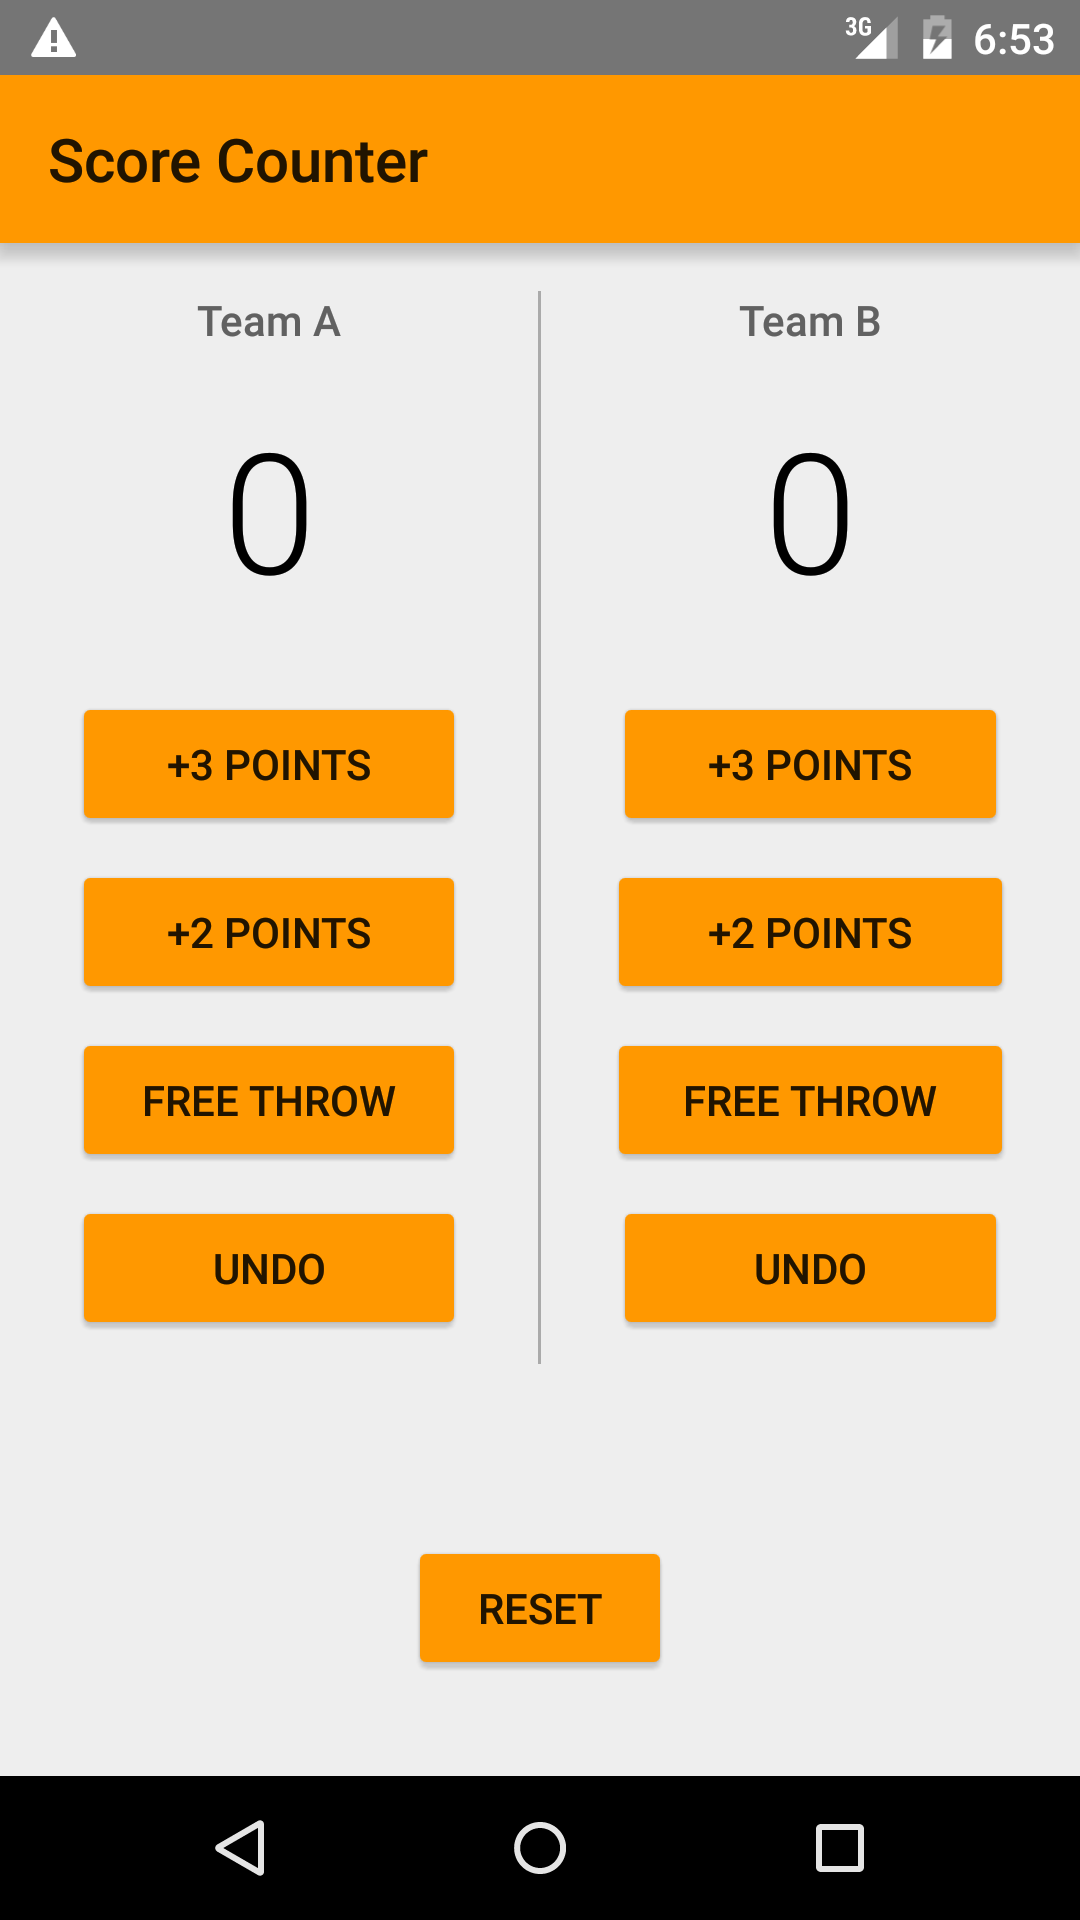 3G 6:53
Score Counter
Team A Team B
0 0
+3 POINTS +3 POINTS
+2 POINTS +2 POINTS
FREE THROW FREE THROW
UNDO UNDO
RESET